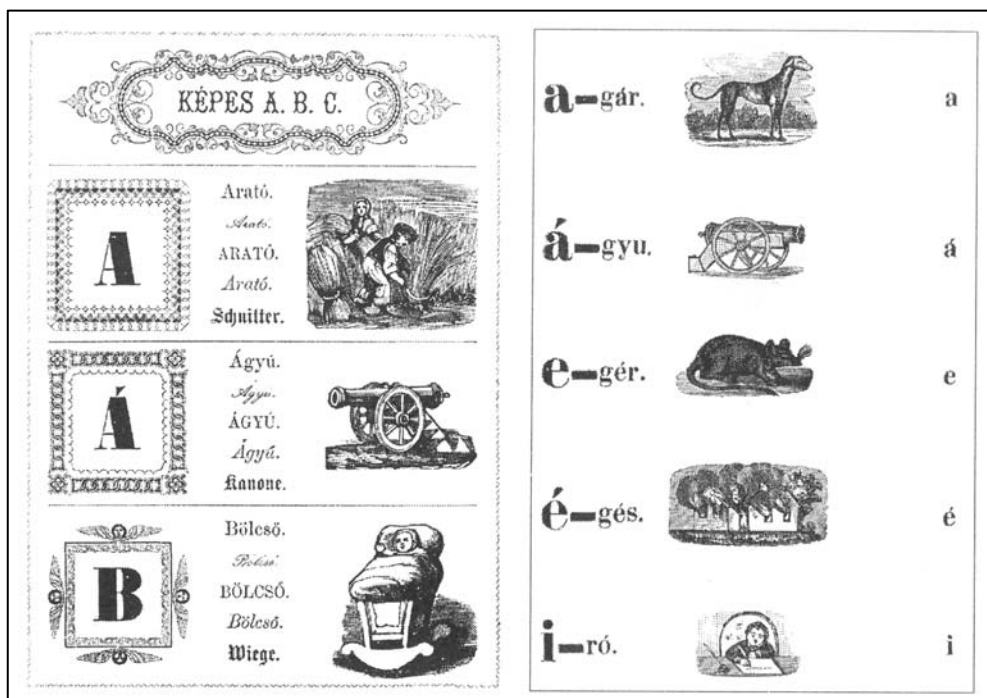 KÉPES A. B. C.
A
Arató.
Arató.
ARATÓ.
Arató.
Schnitter.
Á
Ágyú.
Ágyú.
ÁGYÚ.
Ágyú.
Kanone.
B
Bölcső.
Bölcső.
BÖLCSŐ.
Bölcső.
Wiege.
a-gár. a
á-gyu. á
e-gér. e
é-gés. é
i-ró. i